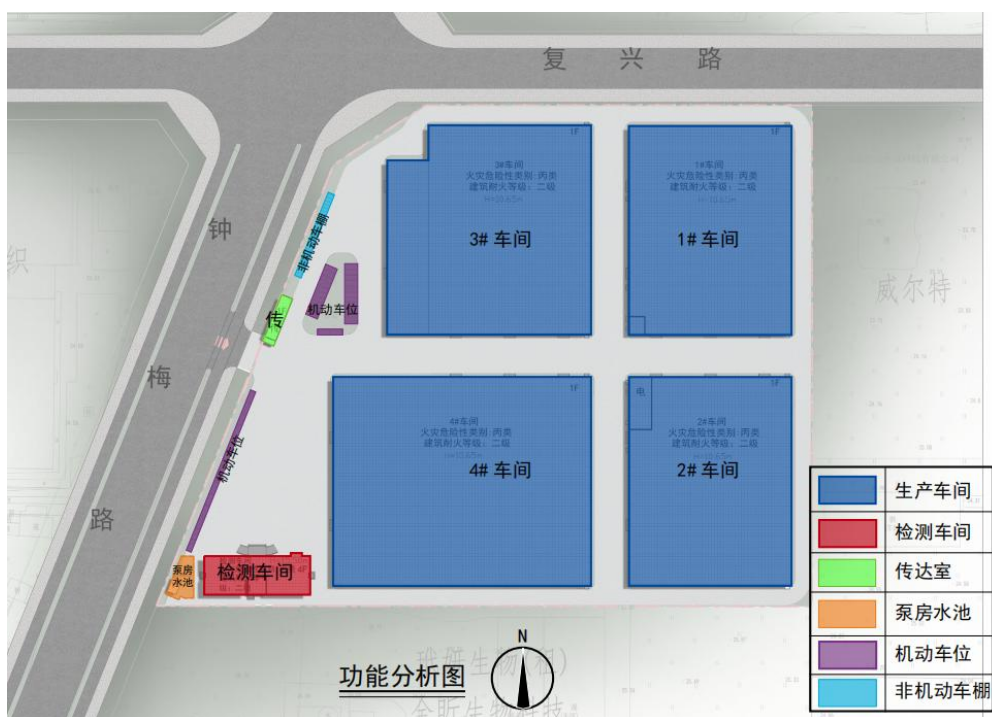 复兴路
钟梅路
1F
3#车间
火灾危险性类别:丙类
建筑耐火等级: 二级
H=10.675m
3# 车间
1F
1#车间
火灾危险性类别:丙类
建筑耐火等级: 二级
1# 车间
织
非机动车棚
机动车位
传
威尔特
1F
4#车间
火灾危险性类别:丙类
建筑耐火等级: 二级
H=10.675m
4# 车间
电
1F
2#车间
火灾危险性类别:丙类
建筑耐火等级: 二级
H=10.675m
2# 车间
机动车位
泵房
水池
检测车间
生产车间
检测车间
传达室
泵房水池
机动车位
非机动车棚
功能分析图
N